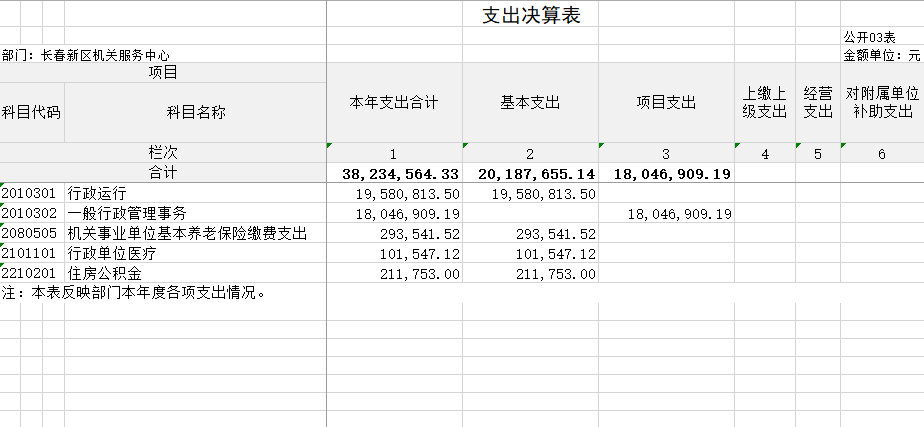 支出决算表
公开03表
部门：长春新区机关服务中心 金额单位：元
项目 本年支出合计 基本支出 项目支出 上缴上级支出 经营支出 对附属单位补助支出
科目代码 科目名称
栏次 1 2 3 4 5 6
合计 38,234,564.33 20,187,655.14 18,046,909.19
2010301 行政运行 19,580,813.50 19,580,813.50
2010302 一般行政管理事务 18,046,909.19 18,046,909.19
2080505 机关事业单位基本养老保险缴费支出 293,541.52 293,541.52
2101101 行政单位医疗 101,547.12 101,547.12
2210201 住房公积金 211,753.00 211,753.00
注：本表反映部门本年度各项支出情况。